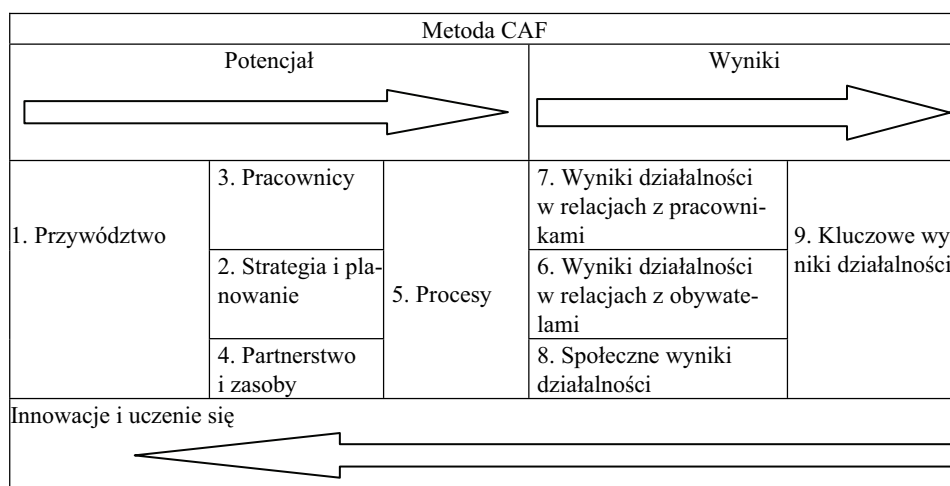 Metoda CAF
Potencjał
Wyniki
1. Przywództwo
3. Pracownicy
2. Strategia i pla-
nowanie
4. Partnerstwo
i zasoby
5. Procesy
7. Wyniki działalności
w relacjach z pracowni-
kami
6. Wyniki działalności
w relacjach z obywate-
lami
8. Społeczne wyniki
działalności
9. Kluczowe wy
niki działalności
Innowacje i uczenie się